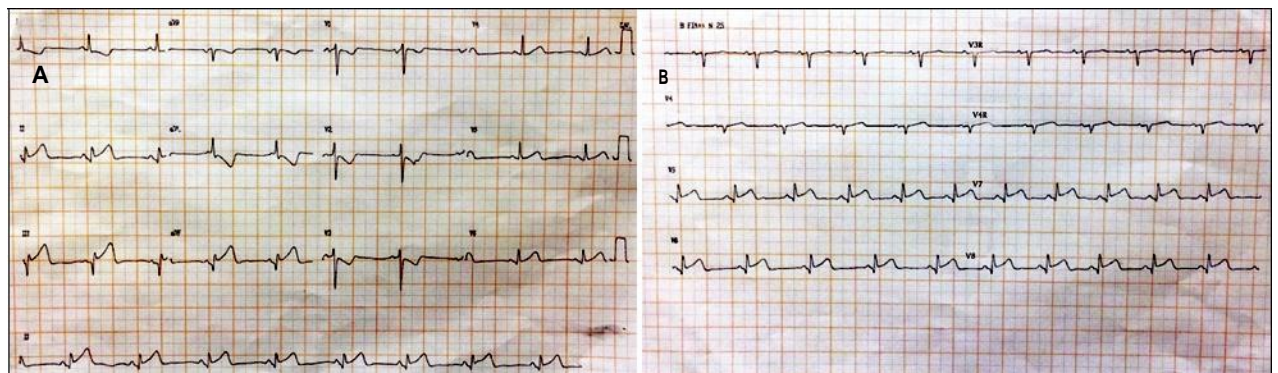 aVR V1 V4
A
II aVL V2 V5
III aVF V3 V6
II
N 25
V3R
B
V4
V4R
V5
V7
V6
V8